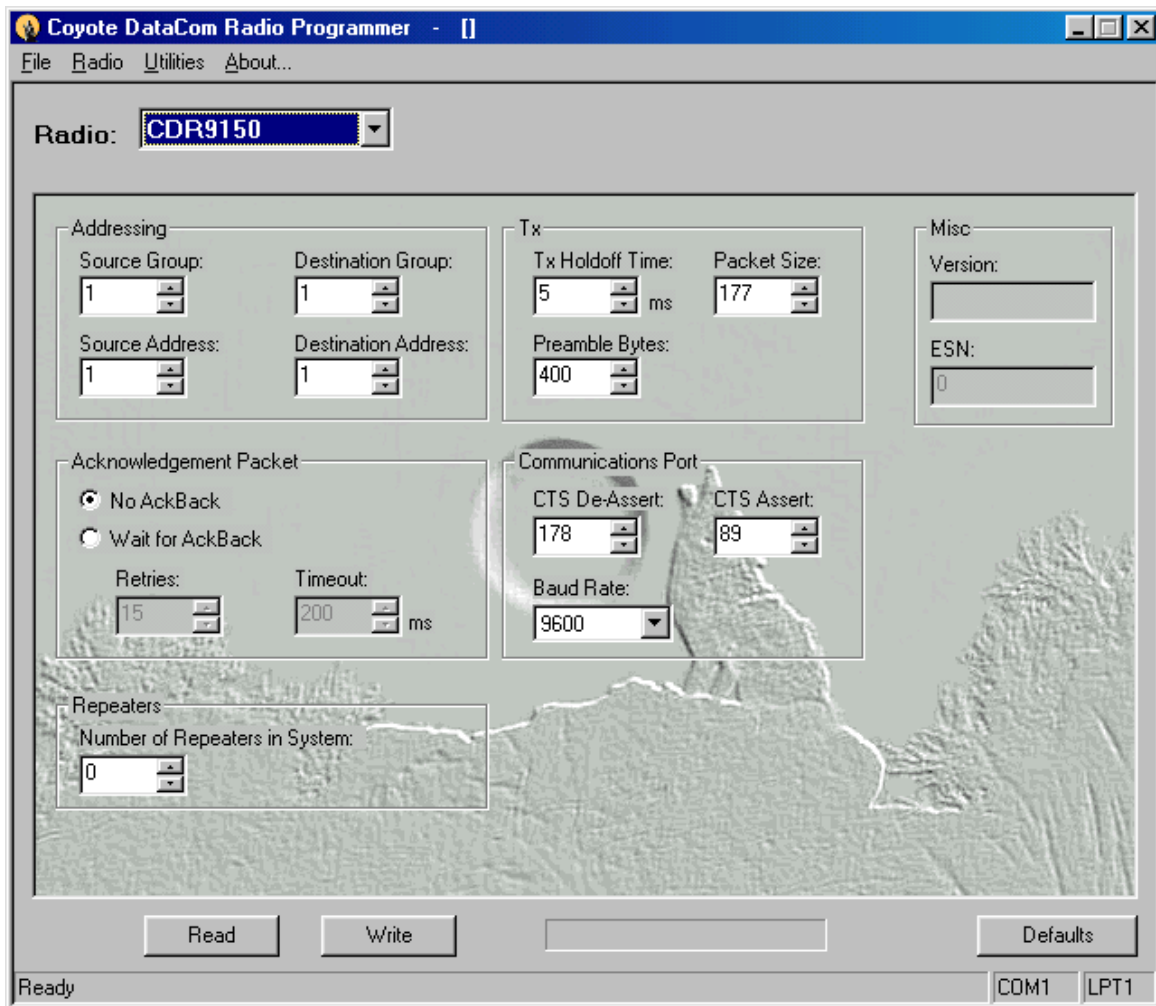 Coyote DataCom Radio Programmer - []
File Radio Utilities About...
Radio: CDR9150
Addressing
Source Group: Destination Group:
1 1
Source Address: Destination Address:
1 1
Tx
Tx Holdoff Time: Packet Size:
5 ms 177
Preamble Bytes:
400
Misc
Version:
ESN:
0
Acknowledgement Packet
No AckBack
Wait for AckBack
Retries: Timeout:
15 200 ms
Communications Port
CTS De-Assert: CTS Assert:
178 89
Baud Rate:
9600
Repeaters
Number of Repeaters in System:
0
Read Write Defaults
Ready COM1 LPT1